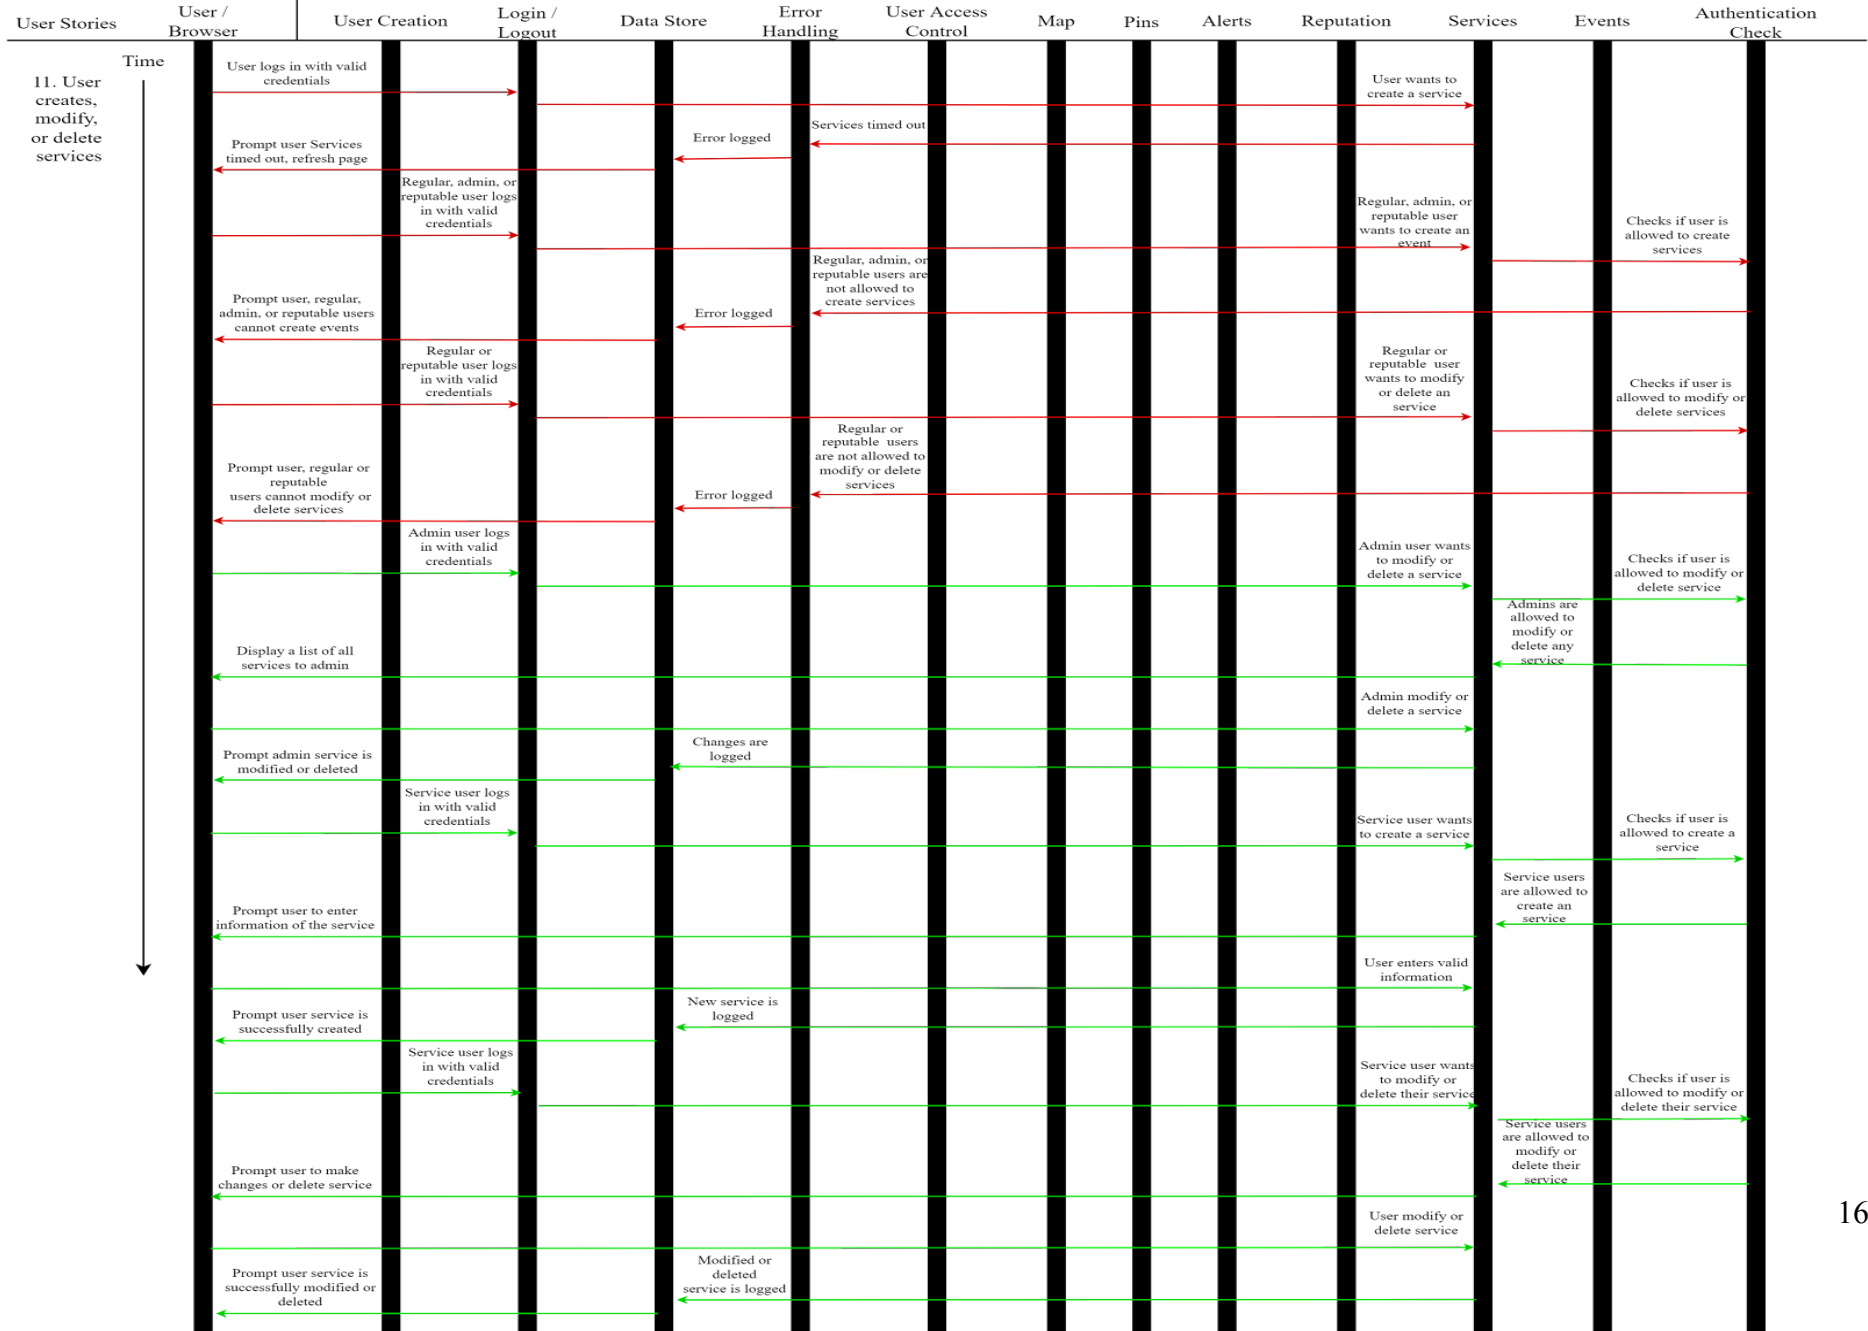 User Stories
User /
Browser
User Creation
Login /
Logout
Data Store
Error
Handling
User Access
Control
Map
Pins
Alerts
Reputation
Services
Events
Authentication
Check
Time
11. User
creates,
modify,
or delete
services
User logs in with valid
credentials
User wants to
create a service
Services timed out
Error logged
Prompt user Services
timed out, refresh page
Regular, admin, or
reputable user logs
in with valid
credentials
Regular, admin, or
reputable user
wants to create an
event
Checks if user is
allowed to create
services
Regular, admin, or
reputable users are
not allowed to
create services
Error logged
Prompt user, regular,
admin, or reputable users
cannot create events
Regular or
reputable user logs
in with valid
credentials
Regular or
reputable user
wants to modify
or delete an
service
Checks if user is
allowed to modify or
delete services
Regular or
reputable users
are not allowed to
modify or delete
services
Error logged
Prompt user, regular or
reputable
users cannot modify or
delete services
Admin user logs
in with valid
credentials
Admin user wants
to modify or
delete a service
Checks if user is
allowed to modify or
delete service
Admins are
allowed to
modify or
delete any
service
Display a list of all
services to admin
Admin modify or
delete a service
Changes are
logged
Prompt admin service is
modified or deleted
Service user logs
in with valid
credentials
Service user wants
to create a service
Checks if user is
allowed to create a
service
Service users
are allowed to
create an
service
Prompt user to enter
information of the service
User enters valid
information
New service is
logged
Prompt user service is
successfully created
Service user logs
in with valid
credentials
Service user wants
to modify or
delete their service
Checks if user is
allowed to modify or
delete their service
Service users
are allowed to
modify or
delete their
service
Prompt user to make
changes or delete service
User modify or
delete service
Modified or
deleted
service is logged
Prompt user service is
successfully modified or
deleted
16